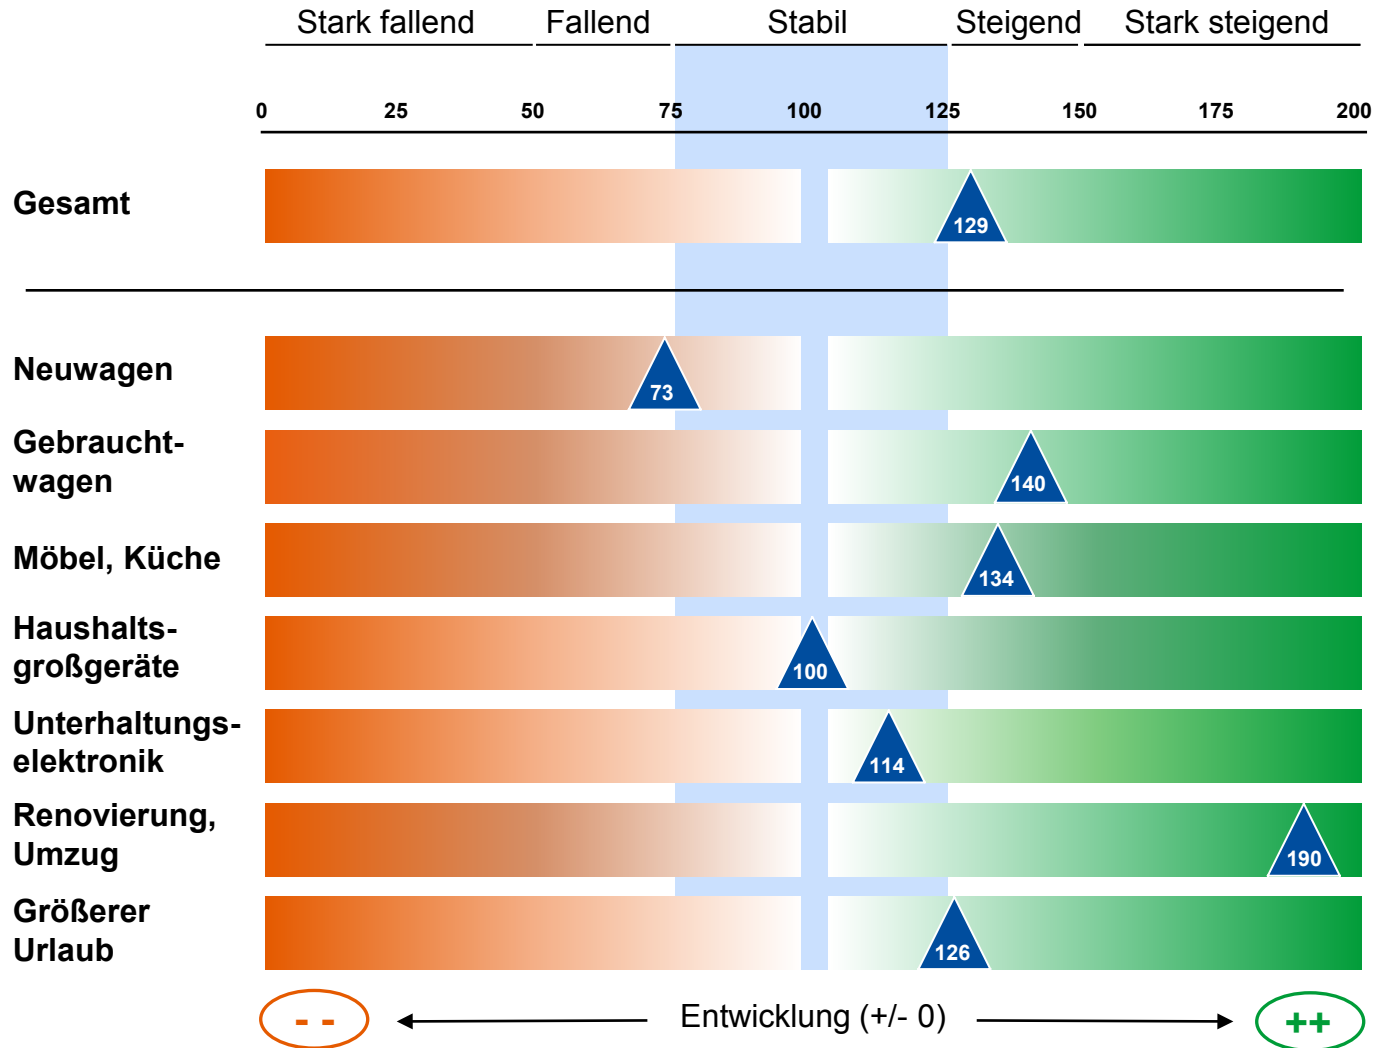 Stark fallend Fallend Stabil Steigend Stark steigend
0 25 50 75 100 125 150 175 200
Gesamt
129
Neuwagen
73
Gebraucht-
wagen
140
Möbel, Küche
134
Haushalts-
großgeräte
100
Unterhaltungs-
elektronik
114
Renovierung,
Umzug
190
Größerer
Urlaub
126
- - Entwicklung (+/- 0) ++